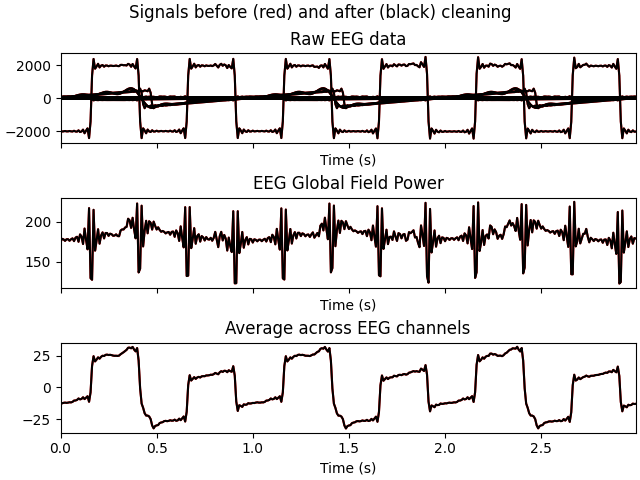 Signals before (red) and after (black) cleaning
Raw EEG data
2000
0
−2000
Time (s)
EEG Global Field Power
200
150
Time (s)
Average across EEG channels
25
0
−25
0.0 0.5 1.0 1.5 2.0 2.5
Time (s)